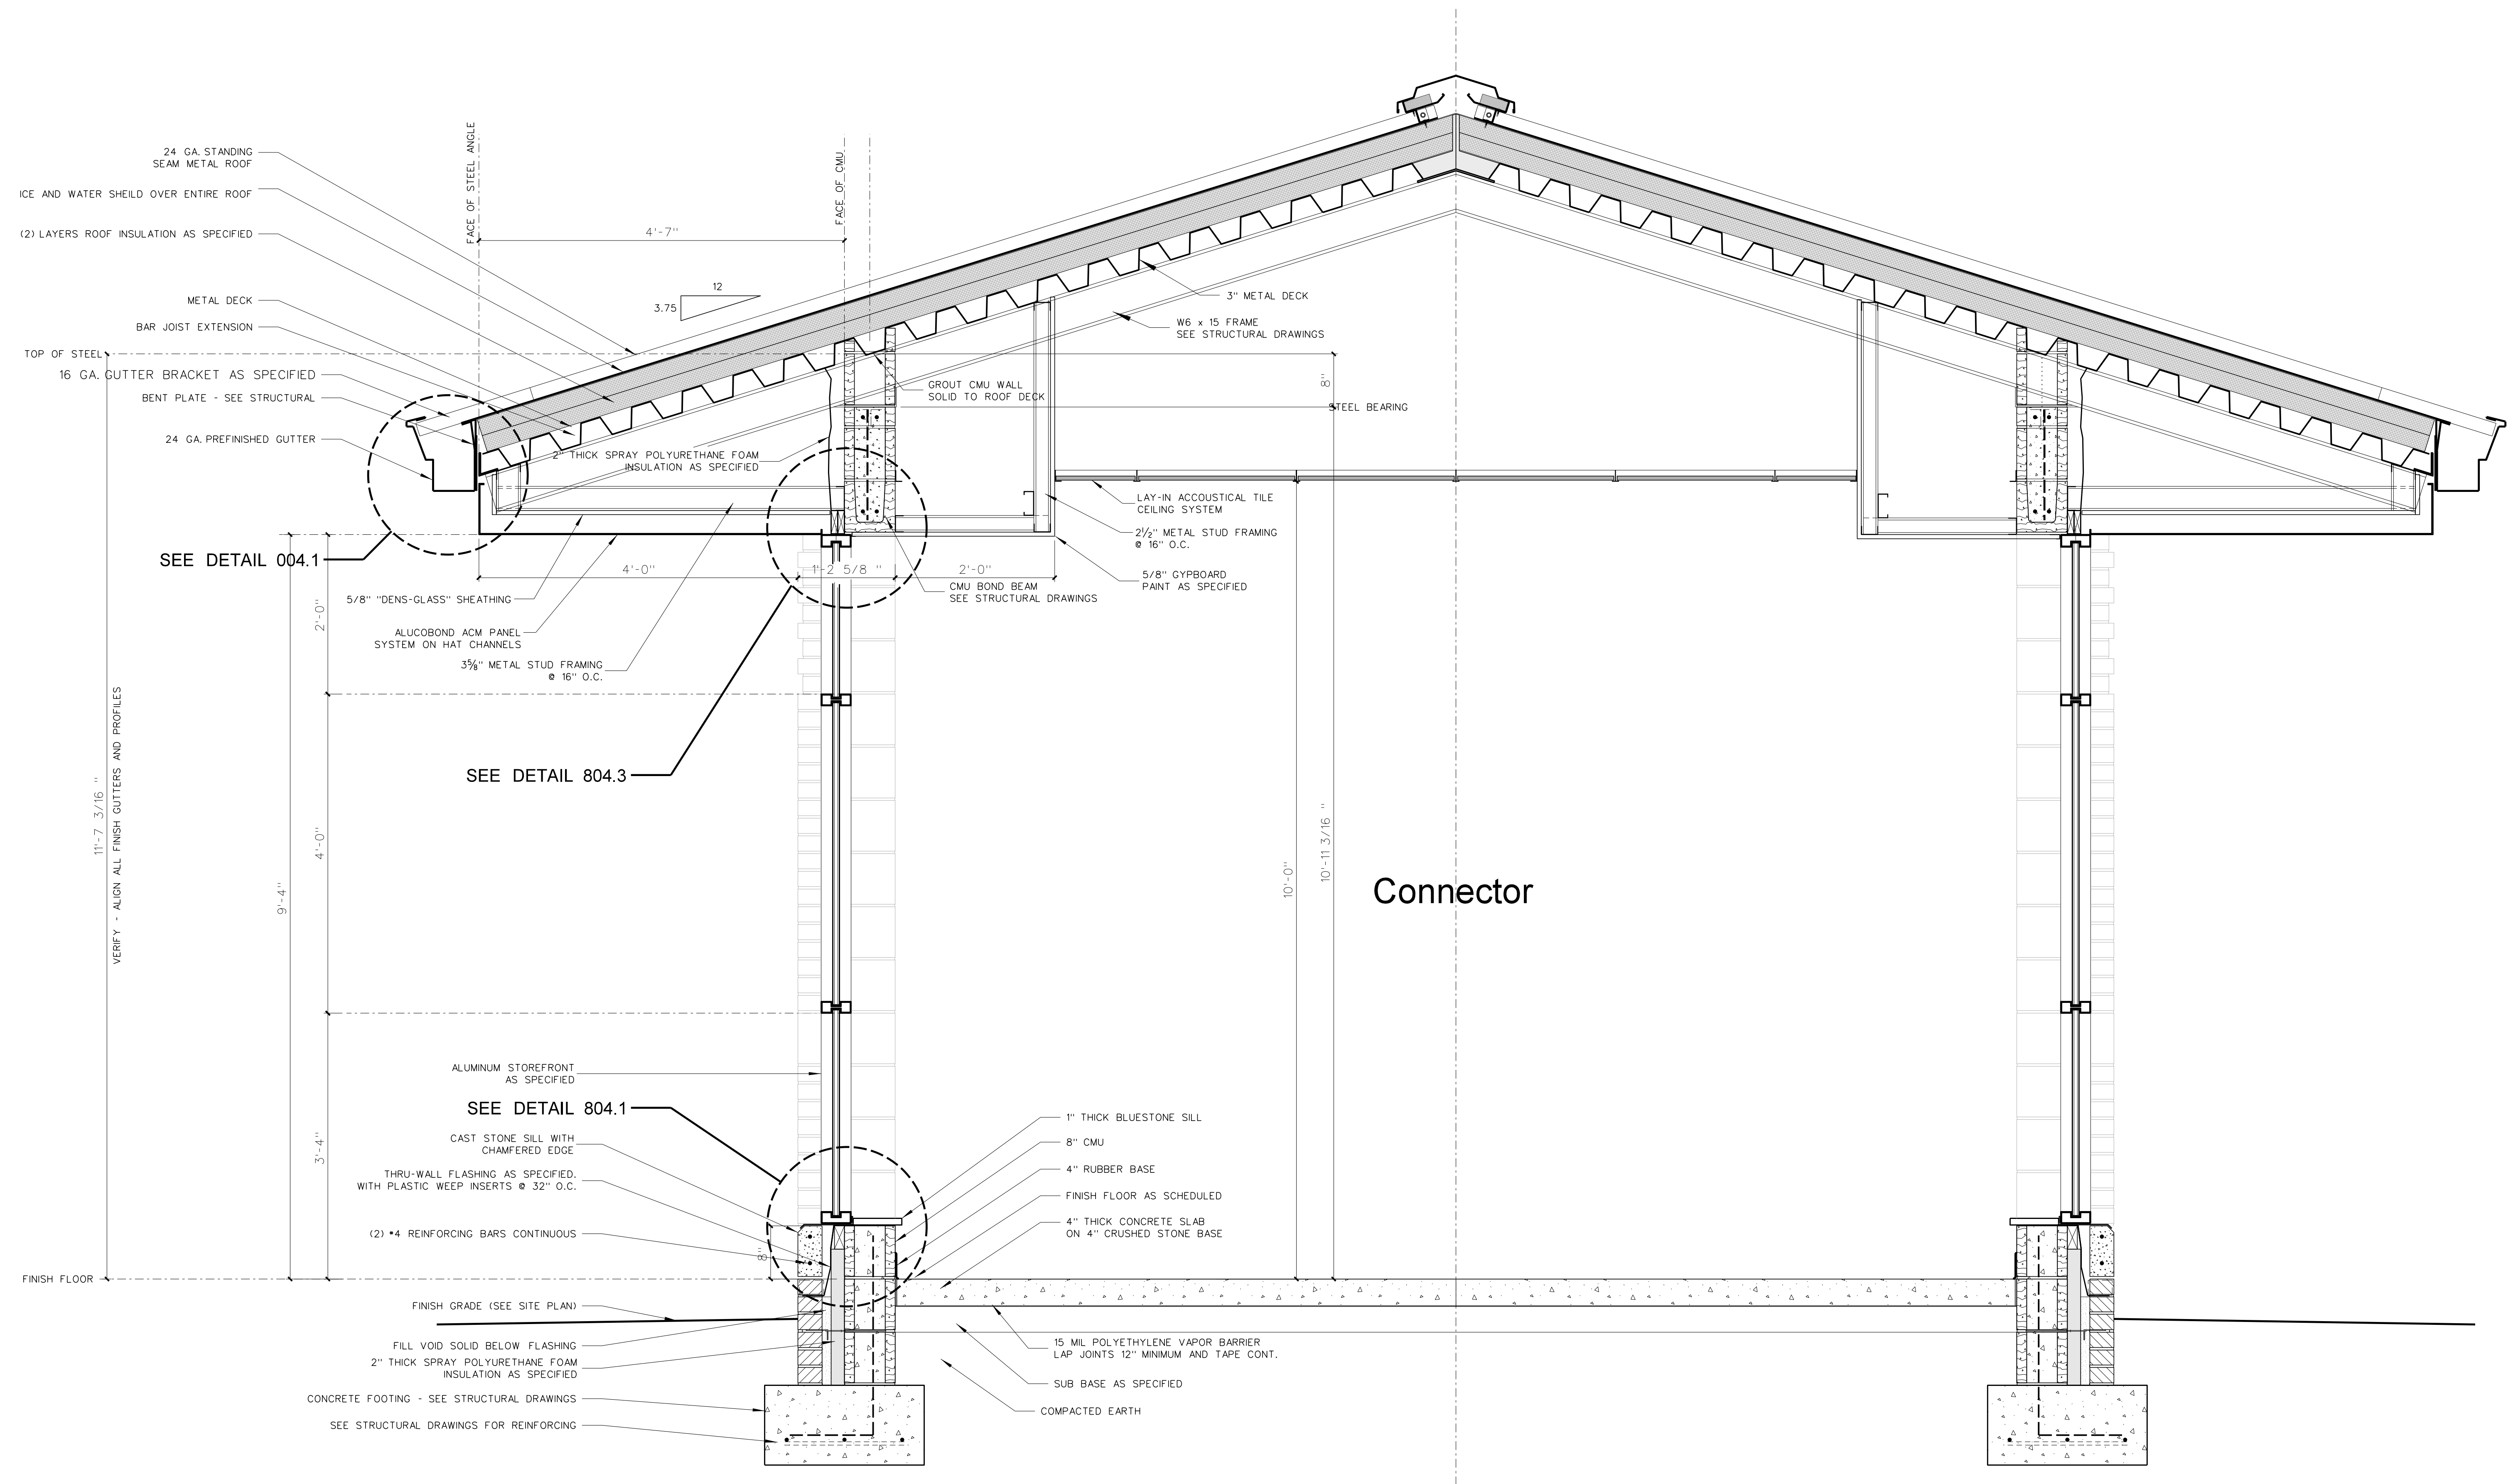 24 GA. STANDING
SEAM METAL ROOF
ICE AND WATER SHEILD OVER ENTIRE ROOF
(2) LAYERS ROOF INSULATION AS SPECIFIED
METAL DECK
BAR JOIST EXTENSION
TOP OF STEEL
16 GA. GUTTER BRACKET AS SPECIFIED
BENT PLATE - SEE STRUCTURAL
24 GA. PREFINISHED GUTTER
FACE OF STEEL ANGLE
FACE OF CMU
4'-7"
12
3.75
3" METAL DECK
W6 x 15 FRAME
SEE STRUCTURAL DRAWINGS
GROUT CMU WALL
SOLID TO ROOF DECK
8"
STEEL BEARING
2" THICK SPRAY POLYURETHANE FOAM
INSULATION AS SPECIFIED
LAY-IN ACCOUSTICAL TILE
CEILING SYSTEM
2½" METAL STUD FRAMING
@ 16" O.C.
5/8" GYPBOARD
PAINT AS SPECIFIED
CMU BOND BEAM
SEE STRUCTURAL DRAWINGS
SEE DETAIL 004.1
4'-0"
1'-2 5/8 "
2'-0"
5/8" "DENS-GLASS" SHEATHING
ALUCOBOND ACM PANEL
SYSTEM ON HAT CHANNELS
3⅝" METAL STUD FRAMING
@ 16" O.C.
2'-0"
SEE DETAIL 804.3
11'-7 3/16 "
VERIFY - ALIGN ALL FINISH GUTTERS AND PROFILES
9'-4"
4'-0"
3'-4"
10'-0"
10'-11 3/16 "
Connector
ALUMINUM STOREFRONT
AS SPECIFIED
SEE DETAIL 804.1
CAST STONE SILL WITH
CHAMFERED EDGE
THRU-WALL FLASHING AS SPECIFIED.
WITH PLASTIC WEEP INSERTS @ 32" O.C.
(2) #4 REINFORCING BARS CONTINUOUS
8"
FINISH FLOOR
FINISH GRADE (SEE SITE PLAN)
FILL VOID SOLID BELOW FLASHING
2" THICK SPRAY POLYURETHANE FOAM
INSULATION AS SPECIFIED
CONCRETE FOOTING - SEE STRUCTURAL DRAWINGS
SEE STRUCTURAL DRAWINGS FOR REINFORCING
1" THICK BLUESTONE SILL
8" CMU
4" RUBBER BASE
FINISH FLOOR AS SCHEDULED
4" THICK CONCRETE SLAB
ON 4" CRUSHED STONE BASE
15 MIL POLYETHYLENE VAPOR BARRIER
LAP JOINTS 12" MINIMUM AND TAPE CONT.
SUB BASE AS SPECIFIED
COMPACTED EARTH